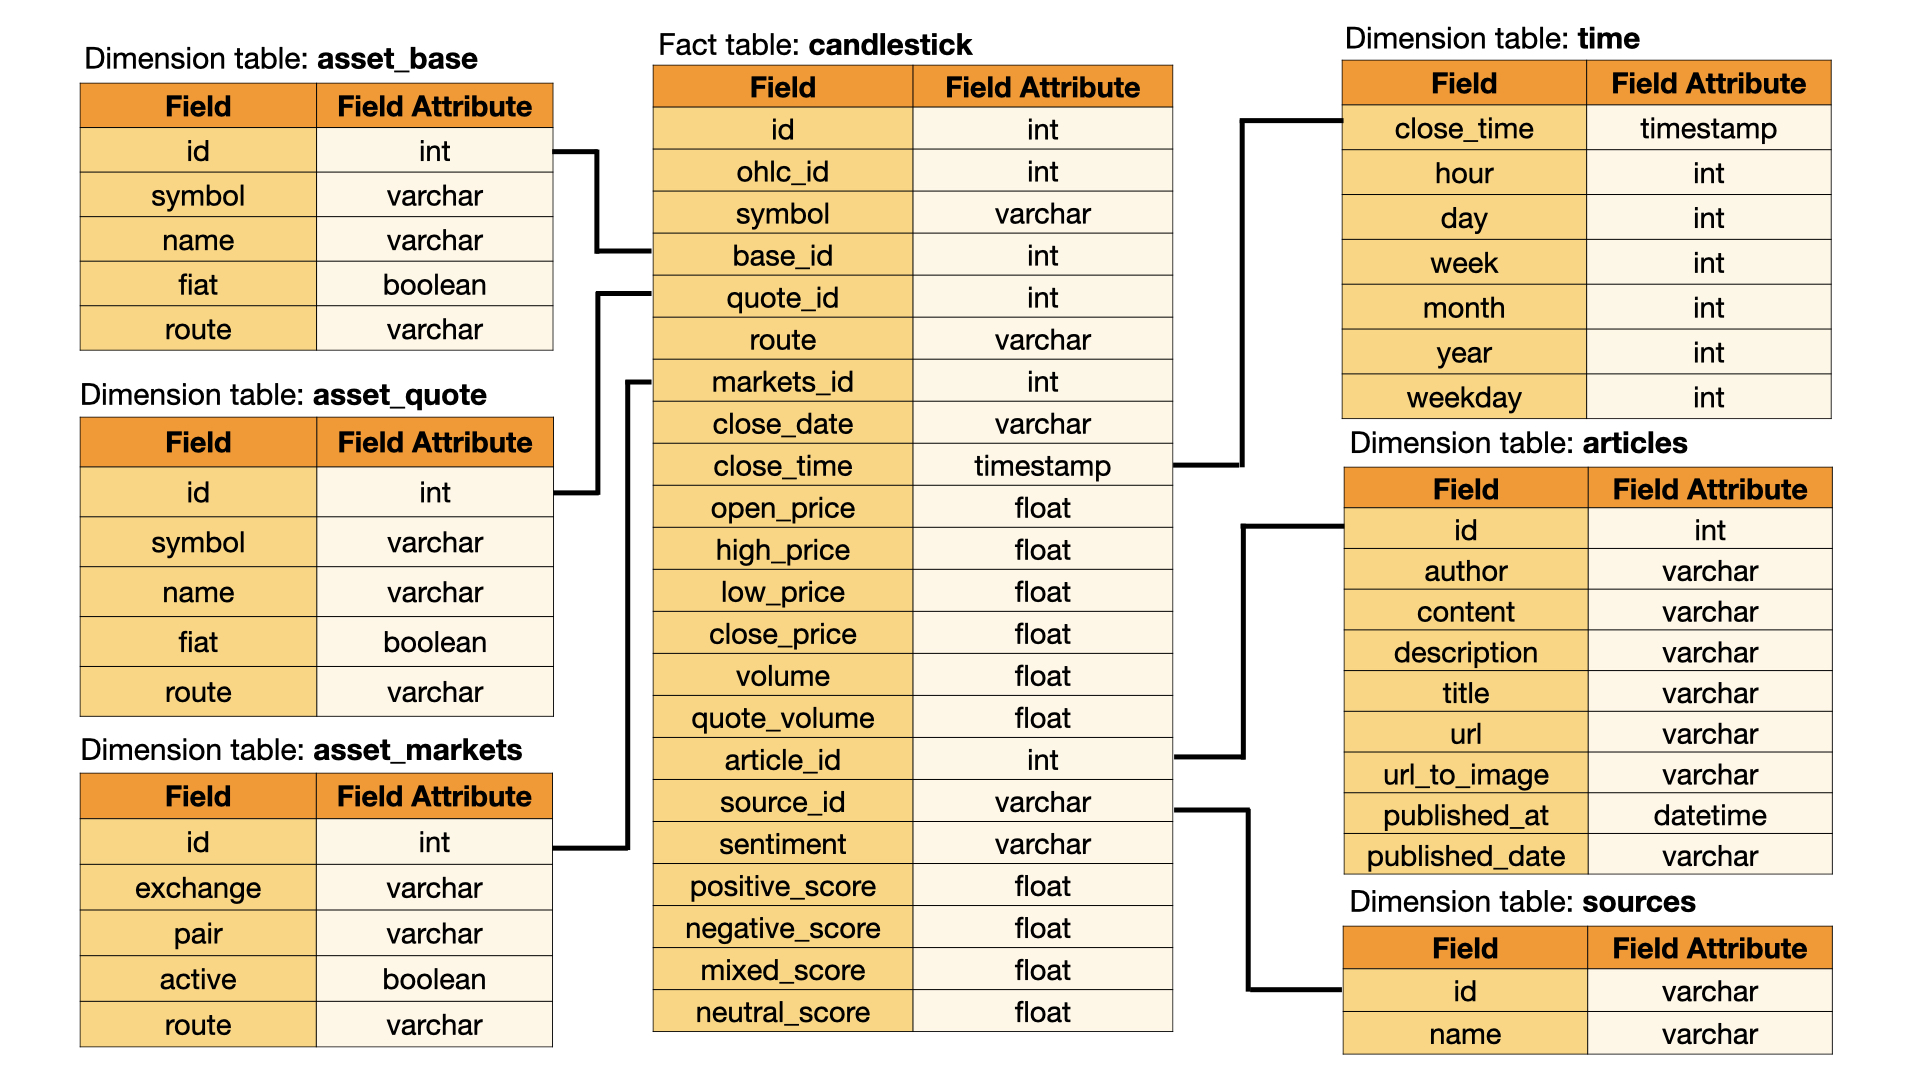 Dimension table: asset_base
Field Field Attribute
id int
symbol varchar
name varchar
fiat boolean
route varchar
Dimension table: asset_quote
Field Field Attribute
id int
symbol varchar
name varchar
fiat boolean
route varchar
Dimension table: asset_markets
Field Field Attribute
id int
exchange varchar
pair varchar
active boolean
route varchar
Fact table: candlestick
Field Field Attribute
id int
ohlc_id int
symbol varchar
base_id int
quote_id int
route varchar
markets_id int
close_date varchar
close_time timestamp
open_price float
high_price float
low_price float
close_price float
volume float
quote_volume float
article_id int
source_id varchar
sentiment varchar
positive_score float
negative_score float
mixed_score float
neutral_score float
Dimension table: time
Field Field Attribute
close_time timestamp
hour int
day int
week int
month int
year int
weekday int
Dimension table: articles
Field Field Attribute
id int
author varchar
content varchar
description varchar
title varchar
url varchar
url_to_image varchar
published_at datetime
published_date varchar
Dimension table: sources
Field Field Attribute
id varchar
name varchar